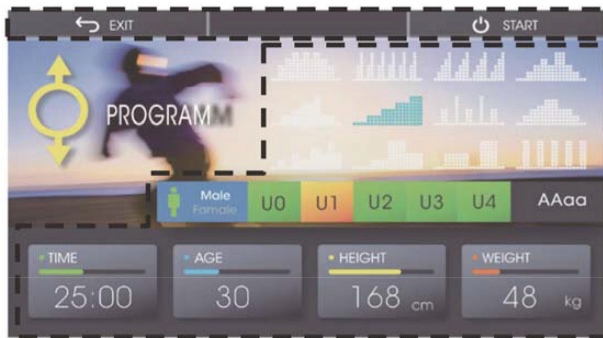 EXIT
START
PROGRAMM
Male
Famale
U0 U1 U2 U3 U4 AAaa
TIME
25:00
AGE
30
HEIGHT
168 cm
WEIGHT
48 kg